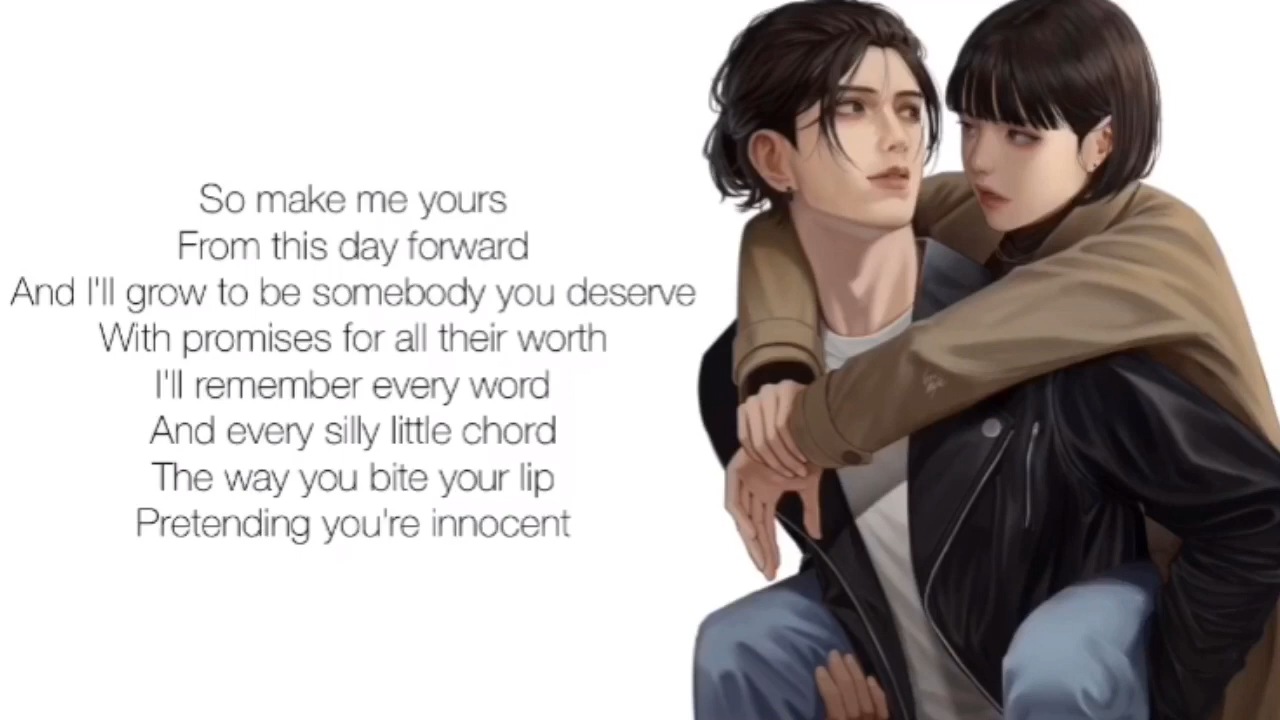 So make me yours
From this day forward
And I'll grow to be somebody you deserve
With promises for all their worth
I'll remember every word
And every silly little chord
The way you bite your lip
Pretending you're innocent